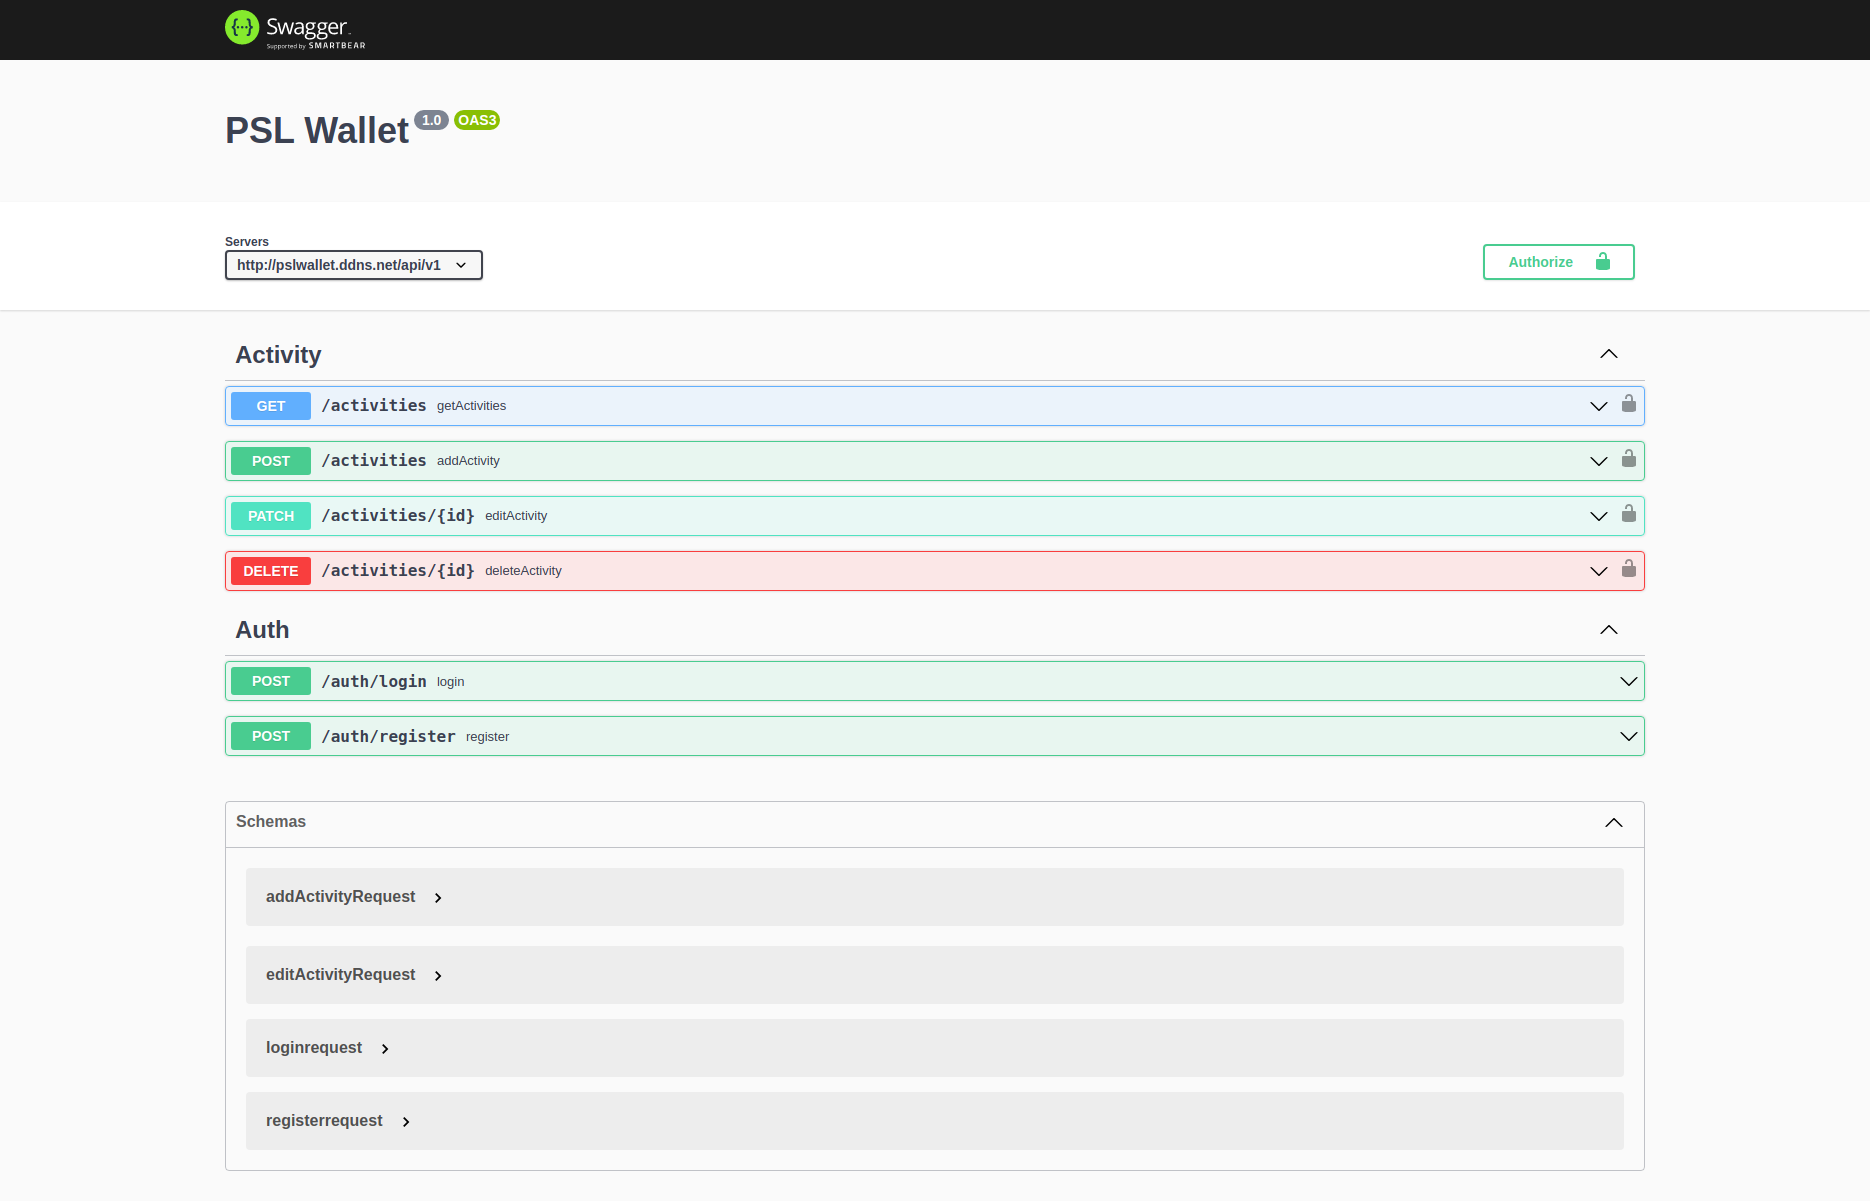 Swagger
Supported by SMARTBEAR
PSL Wallet 1.0 OAS3
Servers
http://pslwallet.ddns.net/api/v1
Authorize
Activity
GET /activities getActivities
POST /activities addActivity
PATCH /activities/{id} editActivity
DELETE /activities/{id} deleteActivity
Auth
POST /auth/login login
POST /auth/register register
Schemas
addActivityRequest
editActivityRequest
loginrequest
registerrequest